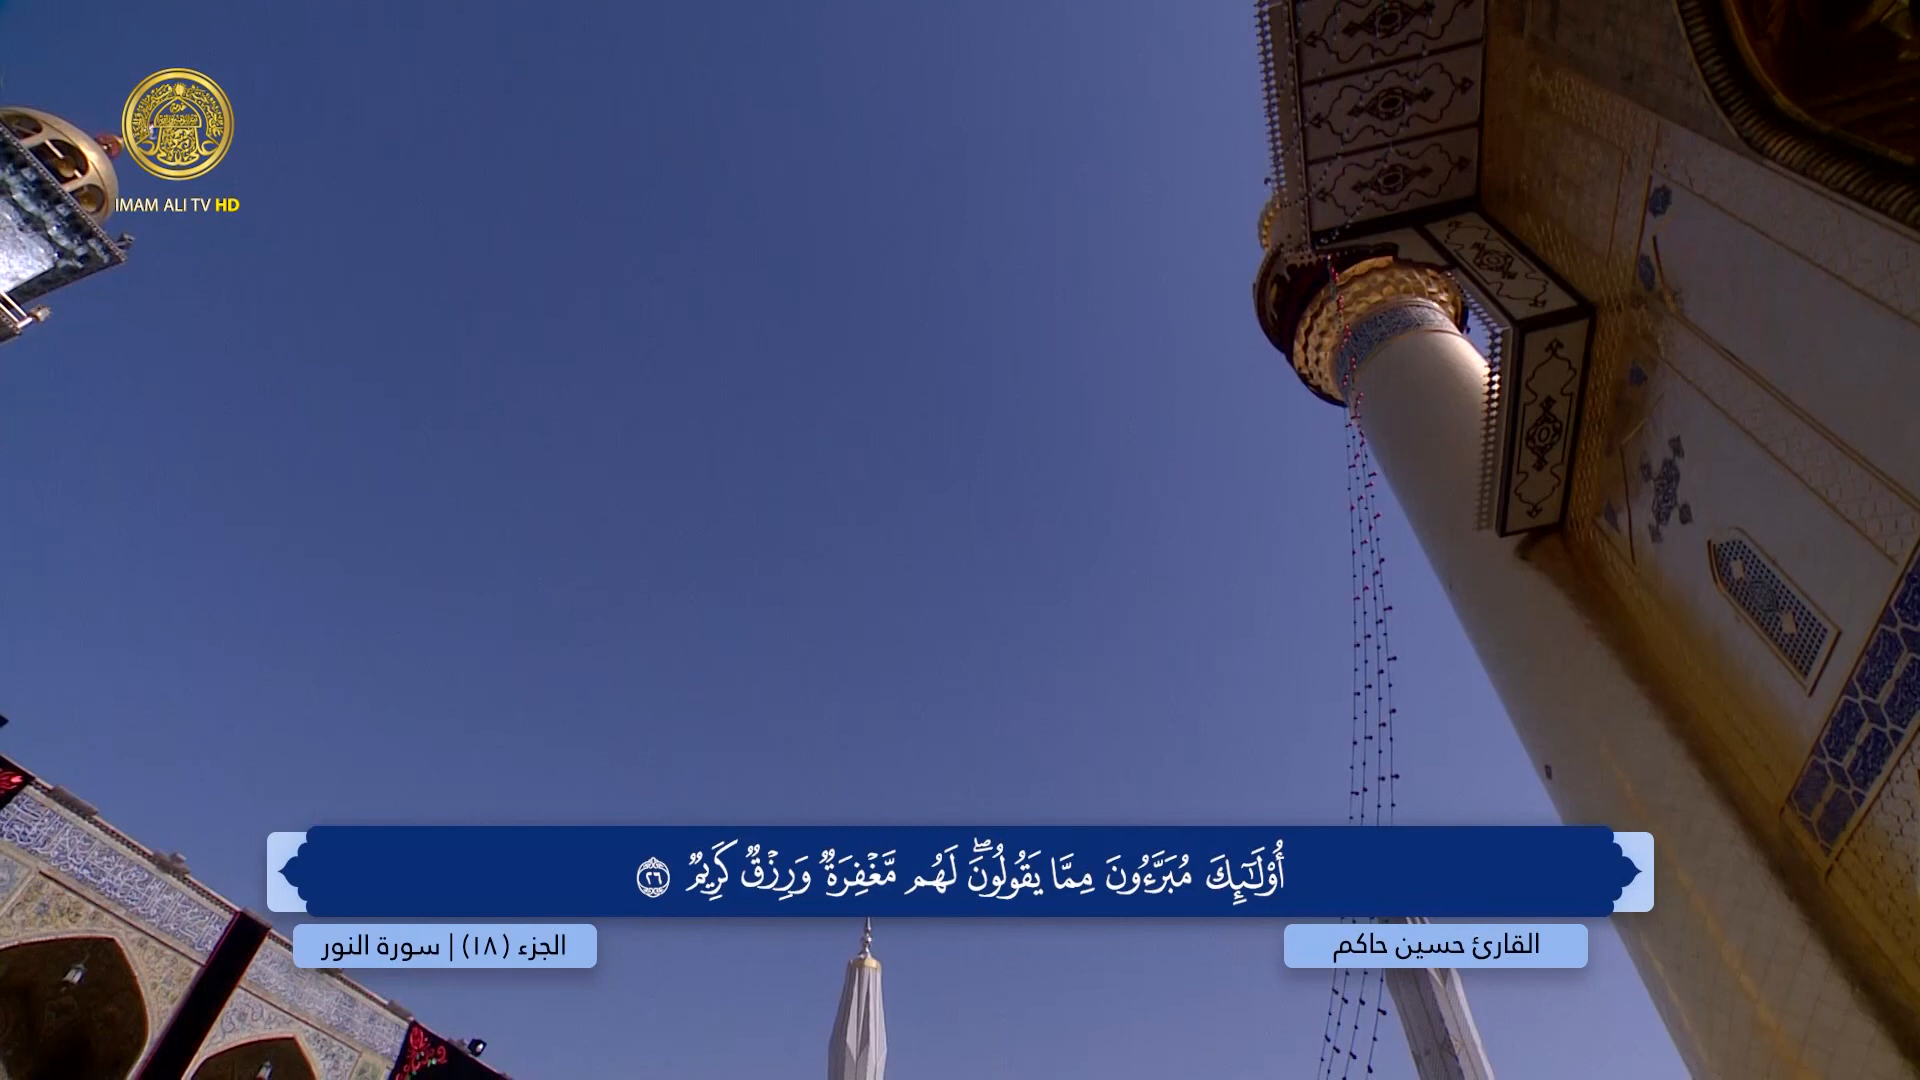 IMAM ALI TV HD
أُوْلَـٰٓئِكَ مُبَرَّءُونَ مِمَّا يَقُولُونَۖ لَهُم مَّغْفِرَةٌ وَرِزْقٌ كَرِيمٌ ٢٦
القارئ حسين حاكم
الجزء (١٨) | سورة النور